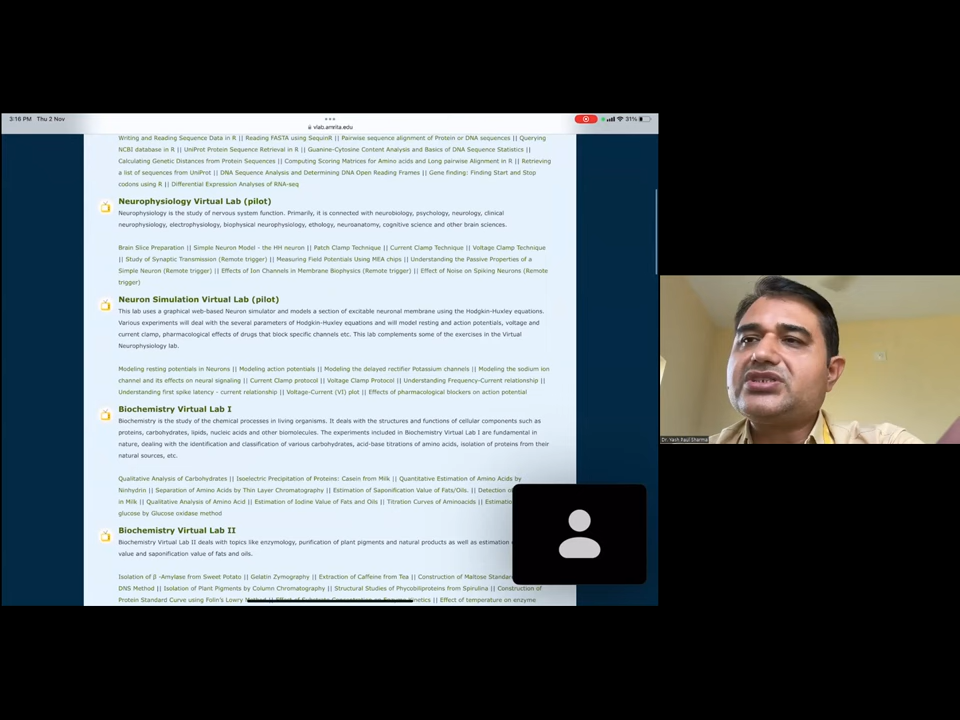 3:16 PM Thu 2 Nov
31%
vlab.amrita.edu
Writing and Reading Sequence Data in R || Reading FASTA using SequinR || Pairwise sequence alignment of Protein or DNA sequences || Querying
NCBI database in R || UniProt Protein Sequence Retrieval in R || Guanine-Cytosine Content Analysis and Basics of DNA Sequence Statistics ||
Calculating Genetic Distances from Protein Sequences || Computing Scoring Matrices for Amino acids and Long pairwise Alignment in R || Retrieving
a list of sequences from UniProt || DNA Sequence Analysis and Determining DNA Open Reading Frames || Gene finding: Finding Start and Stop
codons using R || Differential Expression Analyses of RNA-seq
Neurophysiology Virtual Lab (pilot)
Neurophysiology is the study of nervous system function. Primarily, it is connected with neurobiology, psychology, neurology, clinical
neurophysiology, electrophysiology, biophysical neurophysiology, ethology, neuroanatomy, cognitive science and other brain sciences.
Brain Slice Preparation || Simple Neuron Model - the HH neuron || Patch Clamp Technique || Current Clamp Technique || Voltage Clamp Technique
|| Study of Synaptic Transmission (Remote trigger) || Measuring Field Potentials Using MEA chips || Understanding the Passive Properties of a
Simple Neuron (Remote trigger) || Effects of Ion Channels in Membrane Biophysics (Remote trigger) || Effect of Noise on Spiking Neurons (Remote
trigger)
Neuron Simulation Virtual Lab (pilot)
This lab uses a graphical web-based Neuron simulator and models a section of excitable neuronal membrane using the Hodgkin-Huxley equations.
Various experiments will deal with the several parameters of Hodgkin-Huxley equations and will model resting and action potentials, voltage and
current clamp, pharmacological effects of drugs that block specific channels etc. This lab complements some of the exercises in the Virtual
Neurophysiology lab.
Modeling resting potentials in Neurons || Modeling action potentials || Modeling the delayed rectifier Potassium channels || Modeling the sodium ion
channel and its effects on neural signaling || Current Clamp protocol || Voltage Clamp Protocol || Understanding Frequency-Current relationship ||
Understanding first spike latency - current relationship || Voltage-Current (VI) plot || Effects of pharmacological blockers on action potential
Biochemistry Virtual Lab I
Biochemistry is the study of the chemical processes in living organisms. It deals with the structures and functions of cellular components such as
proteins, carbohydrates, lipids, nucleic acids and other biomolecules. The experiments included in Biochemistry Virtual Lab I are fundamental in
nature, dealing with the identification and classification of various carbohydrates, acid-base titrations of amino acids, isolation of proteins from their
natural sources, etc.
Qualitative Analysis of Carbohydrates || Isoelectric Precipitation of Proteins: Casein from Milk || Quantitative Estimation of Amino Acids by
Ninhydrin || Separation of Amino Acids by Thin Layer Chromatography || Estimation of Saponification Value of Fats/Oils. || Detection of
in Milk || Qualitative Analysis of Amino Acid || Estimation of Iodine Value of Fats and Oils || Titration Curves of Aminoacids ||
glucose by Glucose oxidase method
Biochemistry Virtual Lab II
Biochemistry Virtual Lab II deals with topics like enzymology, purification of plant pigments and natural products as well as estimation
value and saponification value of fats and oils.
Isolation of β -Amylase from Sweet Potato || Gelatin Zymography || Extraction of Caffeine from Tea || Construction of Maltose
DNS Method || Isolation of Plant Pigments by Column Chromatography || Structural Studies of Phycobiliproteins from Spirulina || Construction of
Protein Standard Curve using Folin's Lowry Method || Effect of Substrate Concentration on Enzyme Kinetics || Effect of temperature on enzyme
Dr. Yash Paul Sharma